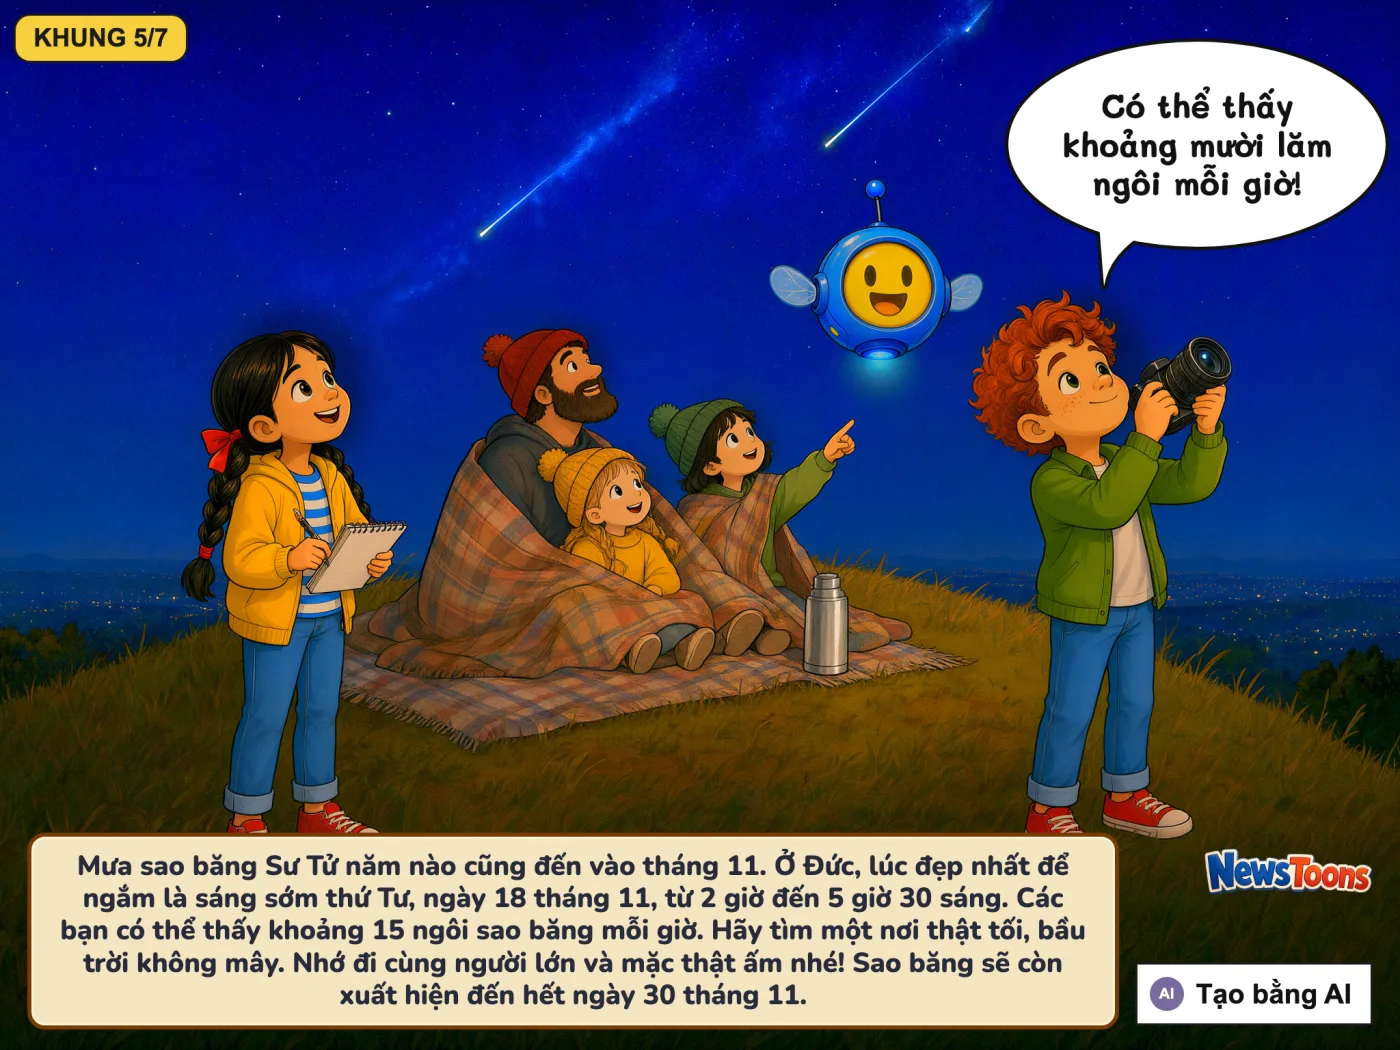 KHUNG 5/7
Có thể thấy
khoảng mười lăm
ngôi mỗi giờ!
Mưa sao băng Sư Tử năm nào cũng đến vào tháng 11. Ở Đức, lúc đẹp nhất để
ngắm là sáng sớm thứ Tư, ngày 18 tháng 11, từ 2 giờ đến 5 giờ 30 sáng. Các
bạn có thể thấy khoảng 15 ngôi sao băng mỗi giờ. Hãy tìm một nơi thật tối, bầu
trời không mây. Nhớ đi cùng người lớn và mặc thật ấm nhé! Sao băng sẽ còn
xuất hiện đến hết ngày 30 tháng 11.
NEWSTOONS
AI Tạo bằng AI